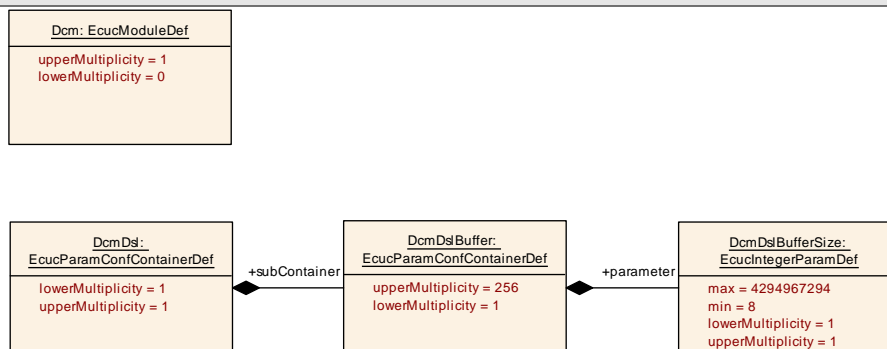 Dcm: EcucModuleDef
upperMultiplicity = 1
lowerMultiplicity = 0
DcmDsl:
EcucParamConfContainerDef
lowerMultiplicity = 1
upperMultiplicity = 1
+subContainer
DcmDslBuffer:
EcucParamConfContainerDef
upperMultiplicity = 256
lowerMultiplicity = 1
+parameter
DcmDslBufferSize:
EcucIntegerParamDef
max = 4294967294
min = 8
lowerMultiplicity = 1
upperMultiplicity = 1